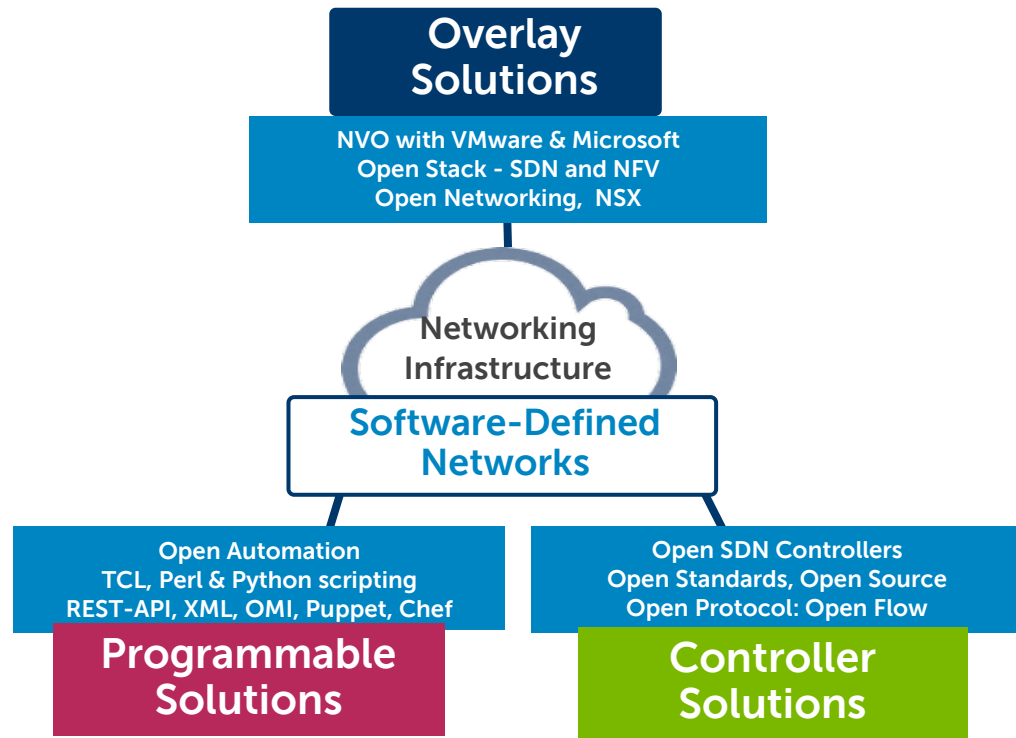 Overlay
Solutions
NVO with VMware & Microsoft
Open Stack - SDN and NFV
Open Networking, NSX
Networking
Infrastructure
Software-Defined
Networks
Open Automation
TCL, Perl & Python scripting
REST-API, XML, OMI, Puppet, Chef
Programmable
Solutions
Open SDN Controllers
Open Standards, Open Source
Open Protocol: Open Flow
Controller
Solutions